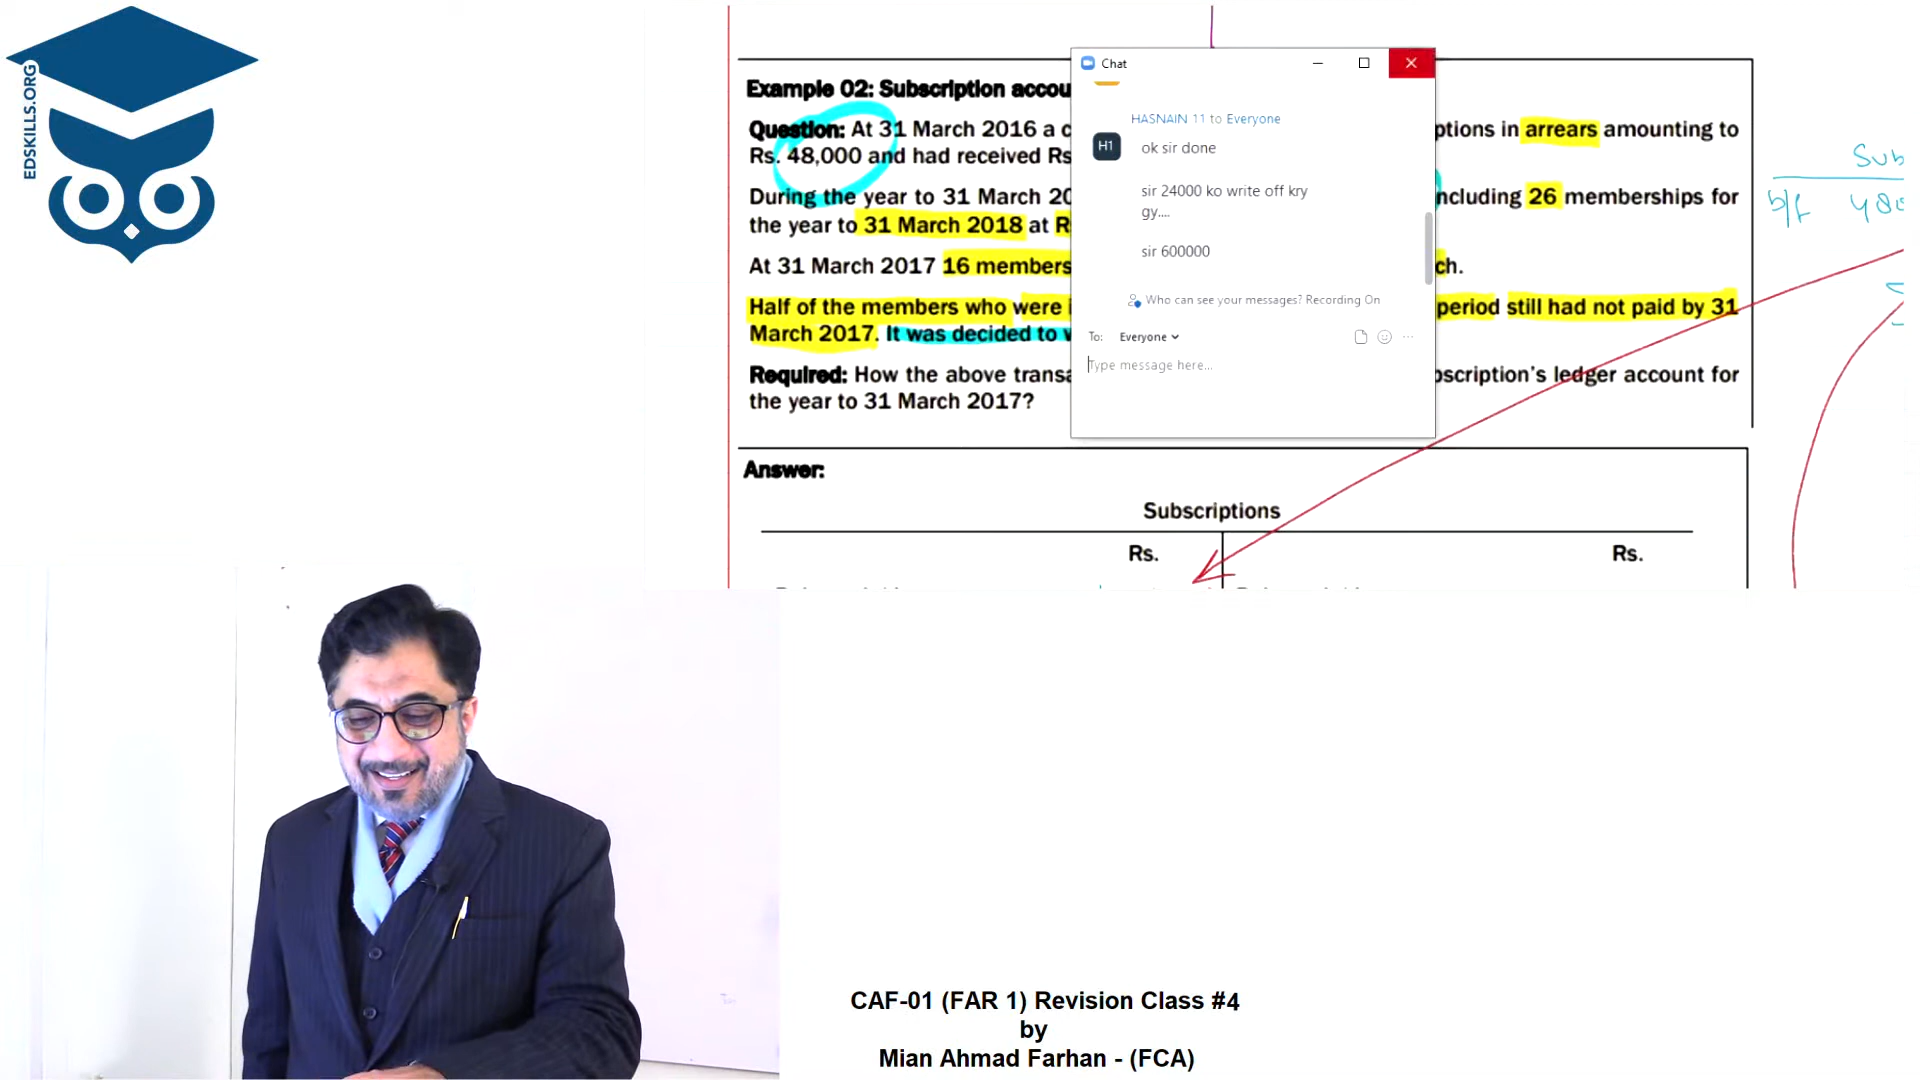 EDSKILLS.ORG
Example 02: Subscription accou
Question: At 31 March 2016 a c
ptions in arrears amounting to
Rs. 48,000 and had received Rs
During the year to 31 March 20
ncluding 26 memberships for
the year to 31 March 2018 at R
At 31 March 2017 16 members
ch.
Half of the members who were i
period still had not paid by 31
March 2017. It was decided to w
Required: How the above transa
oscription's ledger account for
the year to 31 March 2017?
Chat
HASNAIN 11 to Everyone
H1
ok sir done
sir 24000 ko write off kry
gy....
sir 600000
Who can see your messages? Recording On
To: Everyone
Type message here...
Sub
b/f 480
Answer:
Subscriptions
Rs. Rs.
CAF-01 (FAR 1) Revision Class #4
by
Mian Ahmad Farhan - (FCA)